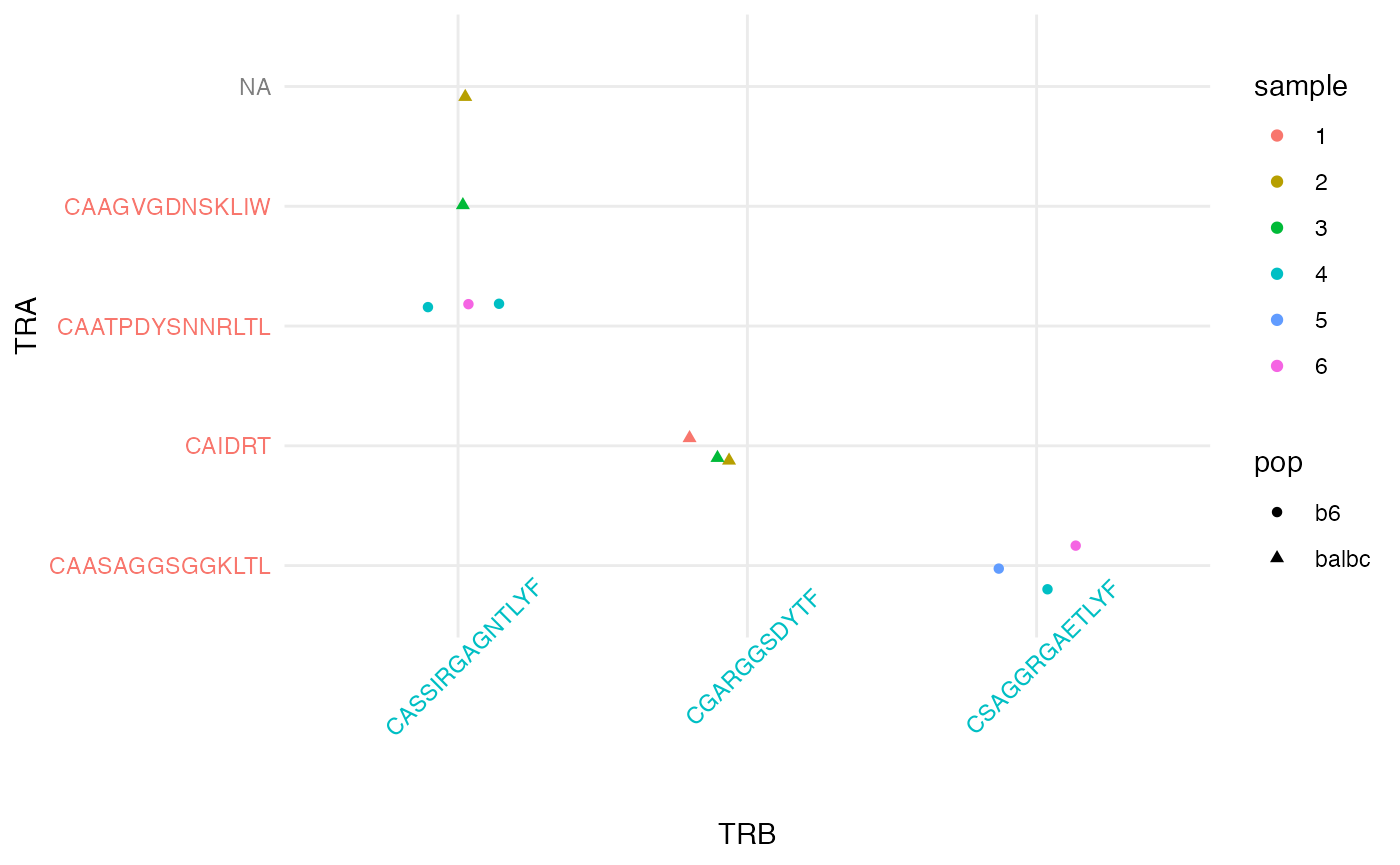 NA
CAAGVGDNSKLIW
CAATPDYSNNRLTL
CAIDRT
CAASAGGSGGKLTL
TRA
CASSIRGAGNTLYF
CGARGGSDYTF
CSAGGRGAETLYF
TRB
sample
1
2
3
4
5
6
pop
b6
balbc